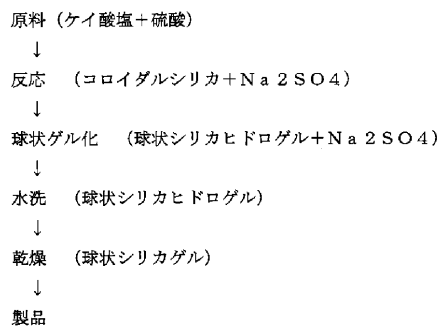 原料（ケイ酸塩＋硫酸）
↓
反応　（コロイダルシリカ＋Ｎａ２ＳＯ４）
↓
球状ゲル化　（球状シリカヒドロゲル＋Ｎａ２ＳＯ４）
↓
水洗　（球状シリカヒドロゲル）
↓
乾燥　（球状シリカゲル）
↓
製品